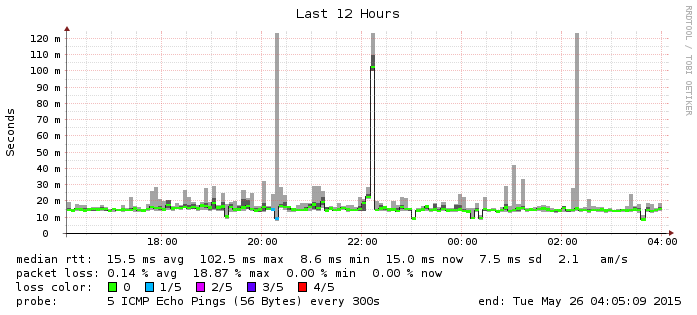 Last 12 Hours
RRDTOOL / TOBI OETIKER
Seconds
120 m
110 m
100 m
90 m
80 m
70 m
60 m
50 m
40 m
30 m
20 m
10 m
0
18:00 20:00 22:00 00:00 02:00 04:00
median rtt: 15.5 ms avg 102.5 ms max 8.6 ms min 15.0 ms now 7.5 ms sd 2.1 am/s
packet loss: 0.14 % avg 18.87 % max 0.00 % min 0.00 % now
loss color: 0 1/5 2/5 3/5 4/5
probe: 5 ICMP Echo Pings (56 Bytes) every 300s end: Tue May 26 04:05:09 2015